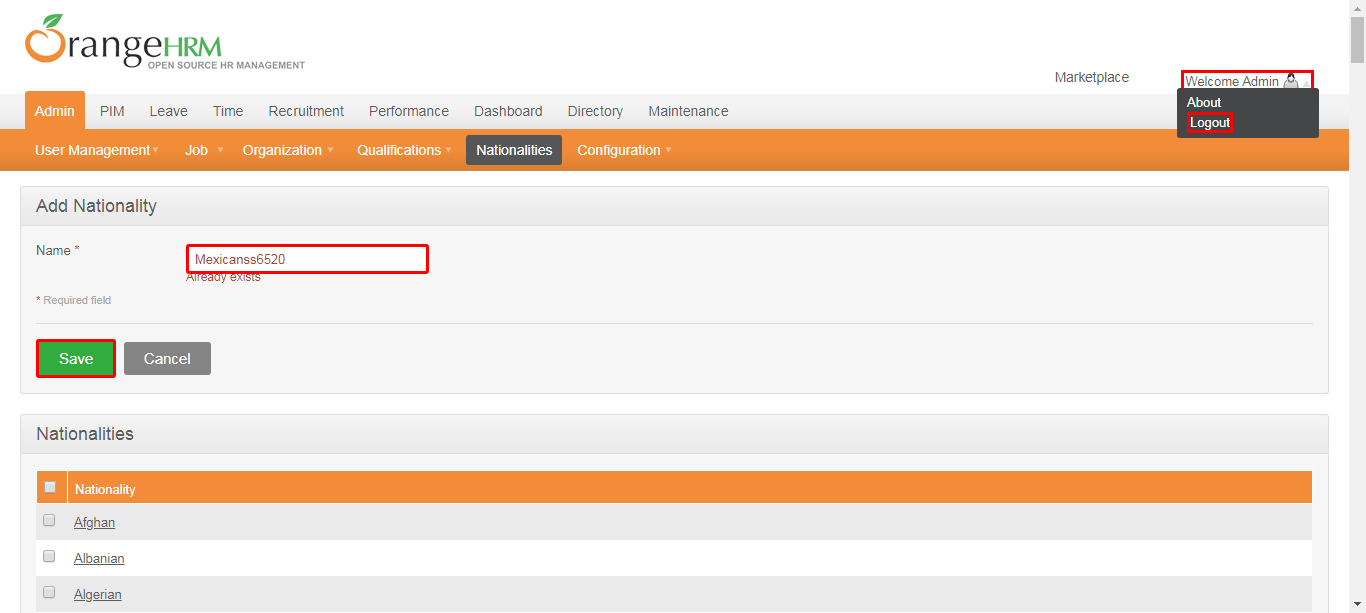 OrangeHRM
OPEN SOURCE HR MANAGEMENT
Marketplace
Welcome Admin
About
Logout
Admin PIM Leave Time Recruitment Performance Dashboard Directory Maintenance
User Management Job Organization Qualifications Nationalities Configuration
Add Nationality
Name *
Mexicanss6520
Already exists
* Required field
Save Cancel
Nationalities
Nationality
Afghan
Albanian
Algerian